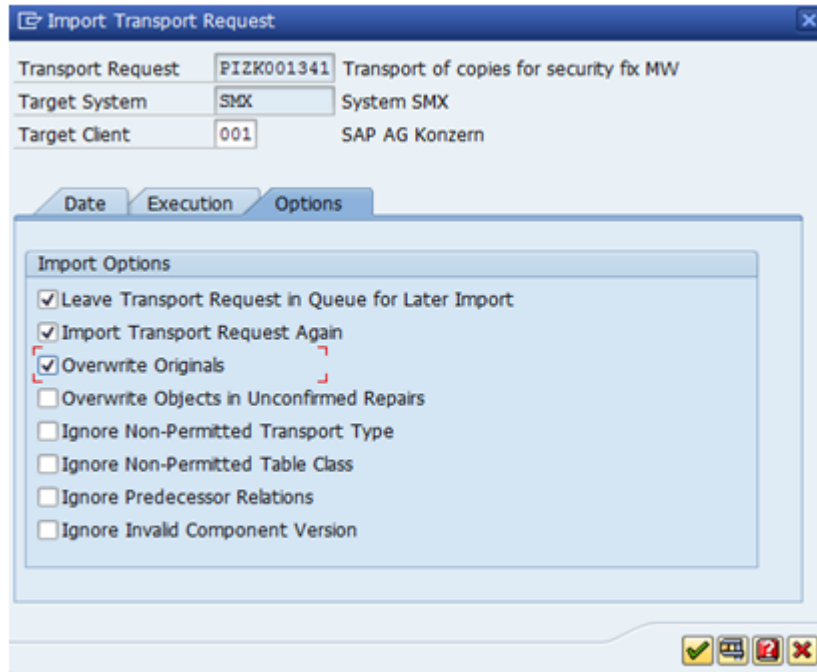 Import Transport Request
Transport Request PIZK001341 Transport of copies for security fix MW
Target System SMX System SMX
Target Client 001 SAP AG Konzern
Date Execution Options
Import Options
Leave Transport Request in Queue for Later Import
Import Transport Request Again
Overwrite Originals
Overwrite Objects in Unconfirmed Repairs
Ignore Non-Permitted Transport Type
Ignore Non-Permitted Table Class
Ignore Predecessor Relations
Ignore Invalid Component Version